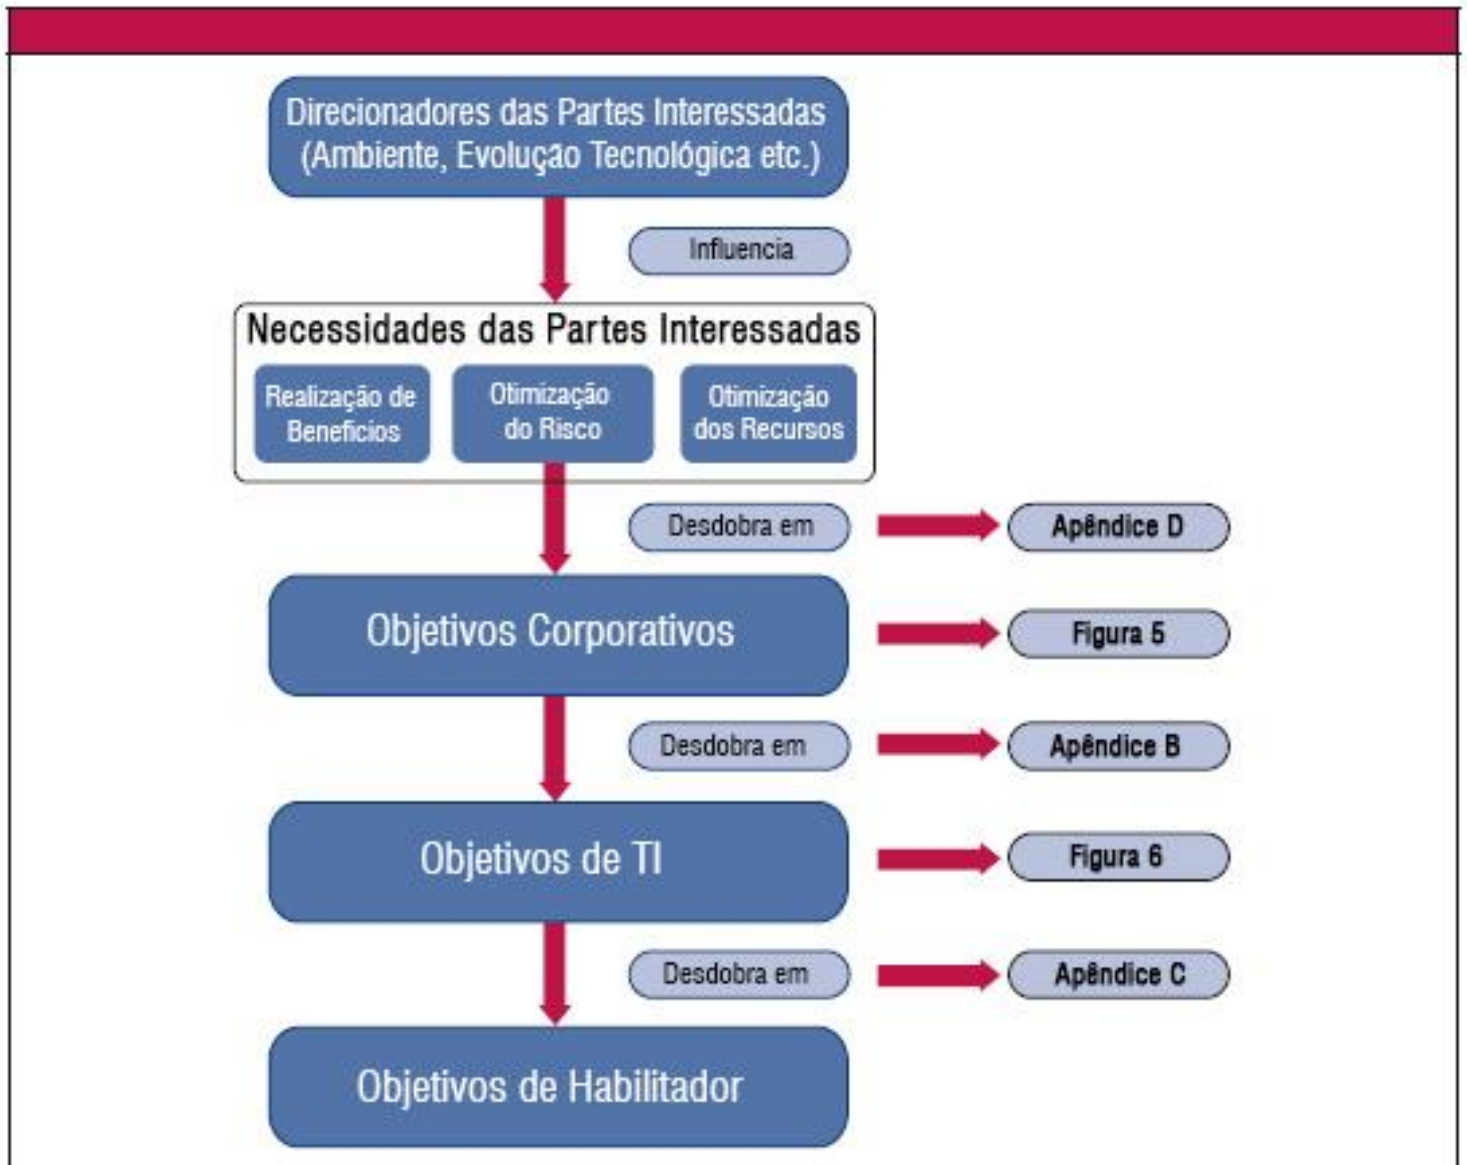 Direcionadores das Partes Interessadas
(Ambiente, Evolução Tecnológica etc.)
Influencia
Necessidades das Partes Interessadas
Realização de
Beneficios
Otimização
do Risco
Otimização
dos Recursos
Desdobra em
Apêndice D
Objetivos Corporativos
Figura 5
Desdobra em
Apêndice B
Objetivos de TI
Figura 6
Desdobra em
Apêndice C
Objetivos de Habilitador